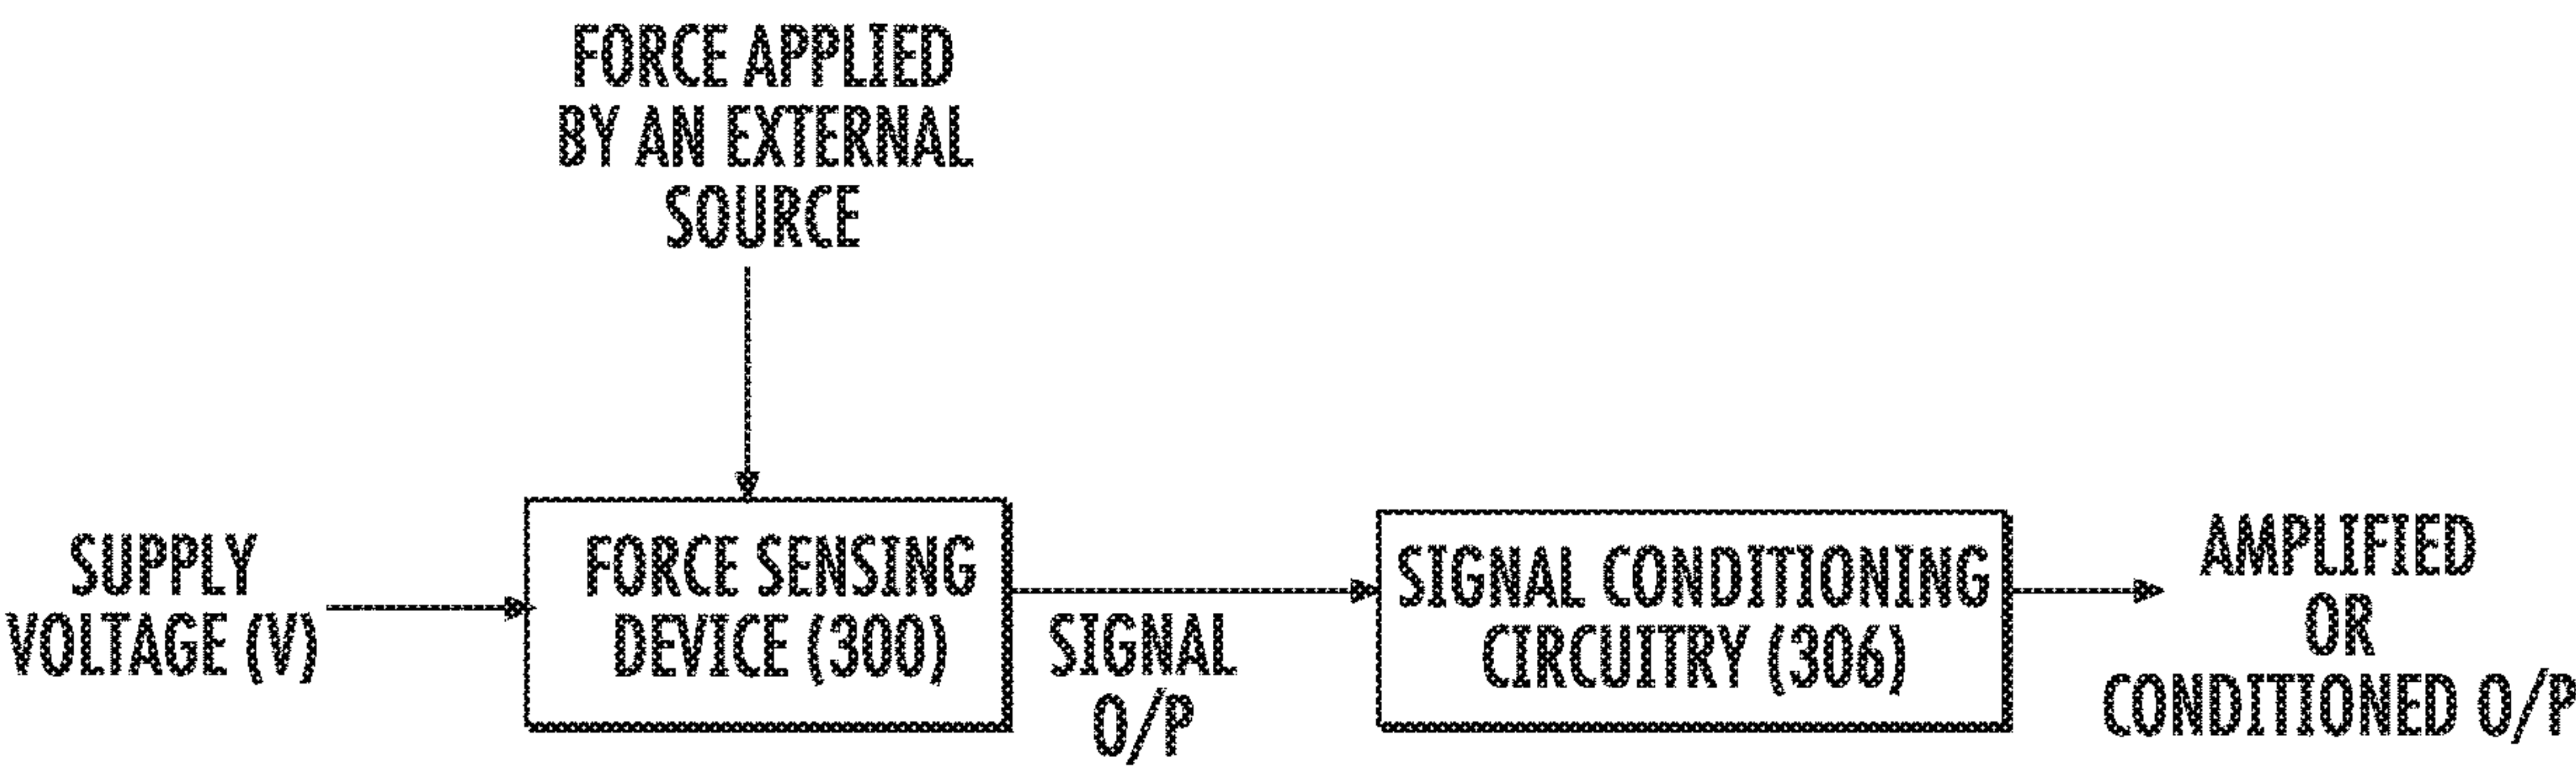 FORCE APPLIED
BY AN EXTERNAL
SOURCE
SUPPLY
VOLTAGE (V)
FORCE SENSING
DEVICE (300)
SIGNAL
O/P
SIGNAL CONDITIONING
CIRCUITRY (306)
AMPLIFIED
OR
CONDITIONED O/P